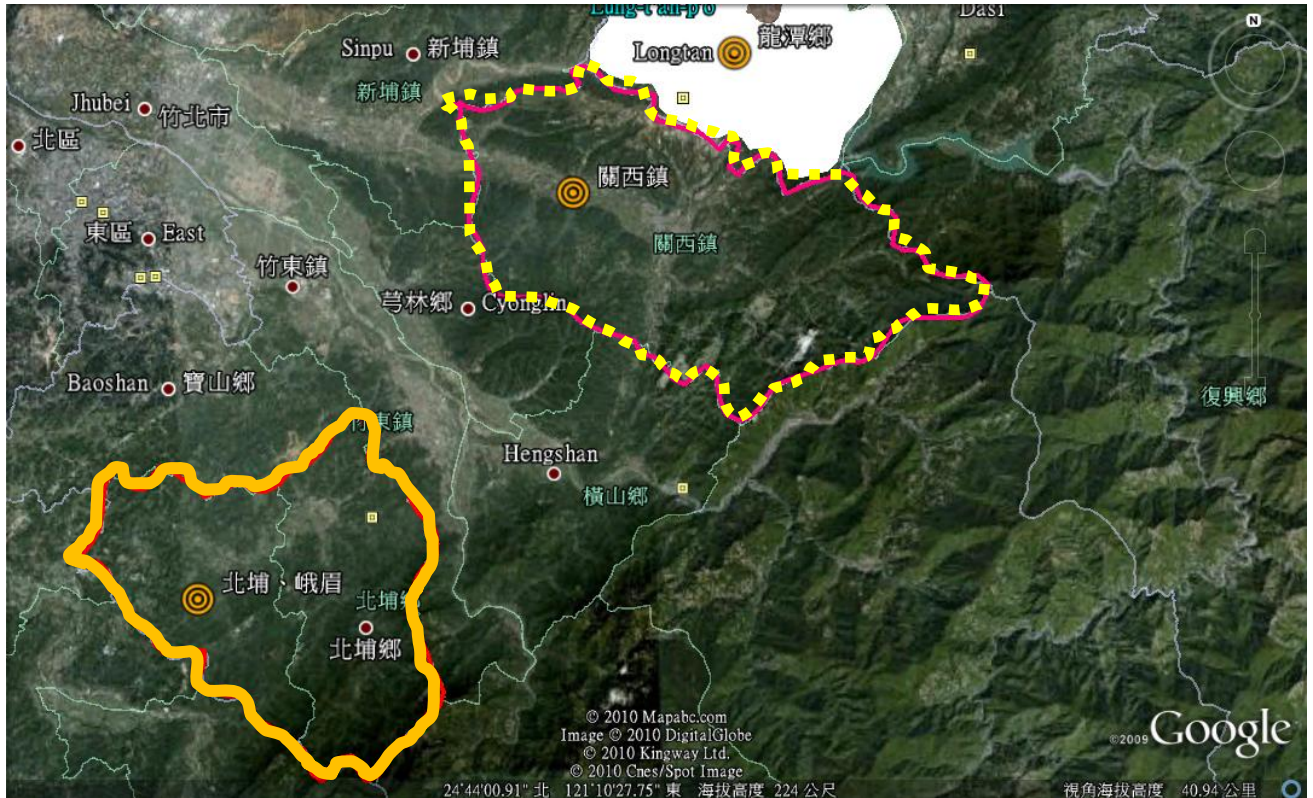 Lung-t'an-p'o
Dasi
Sinpu 新埔鎮
Longtan 龍潭鄉
新埔鎮
Jhubei 竹北市
北區
關西鎮
東區 East
關西鎮
竹東鎮
芎林鄉 Cyonglin
Baoshan 寶山鄉
復興鄉
竹東鎮
Hengshan
橫山鄉
北埔、峨眉
北埔鄉
北埔鄉
© 2010 Mapabc.com
Image © 2010 DigitalGlobe
© 2010 Kingway Ltd.
© 2010 Cnes/Spot Image
©2009 Google
24°44'00.91" 北 121°10'27.75" 東 海拔高度 224 公尺 視角海拔高度 40.94 公里
N